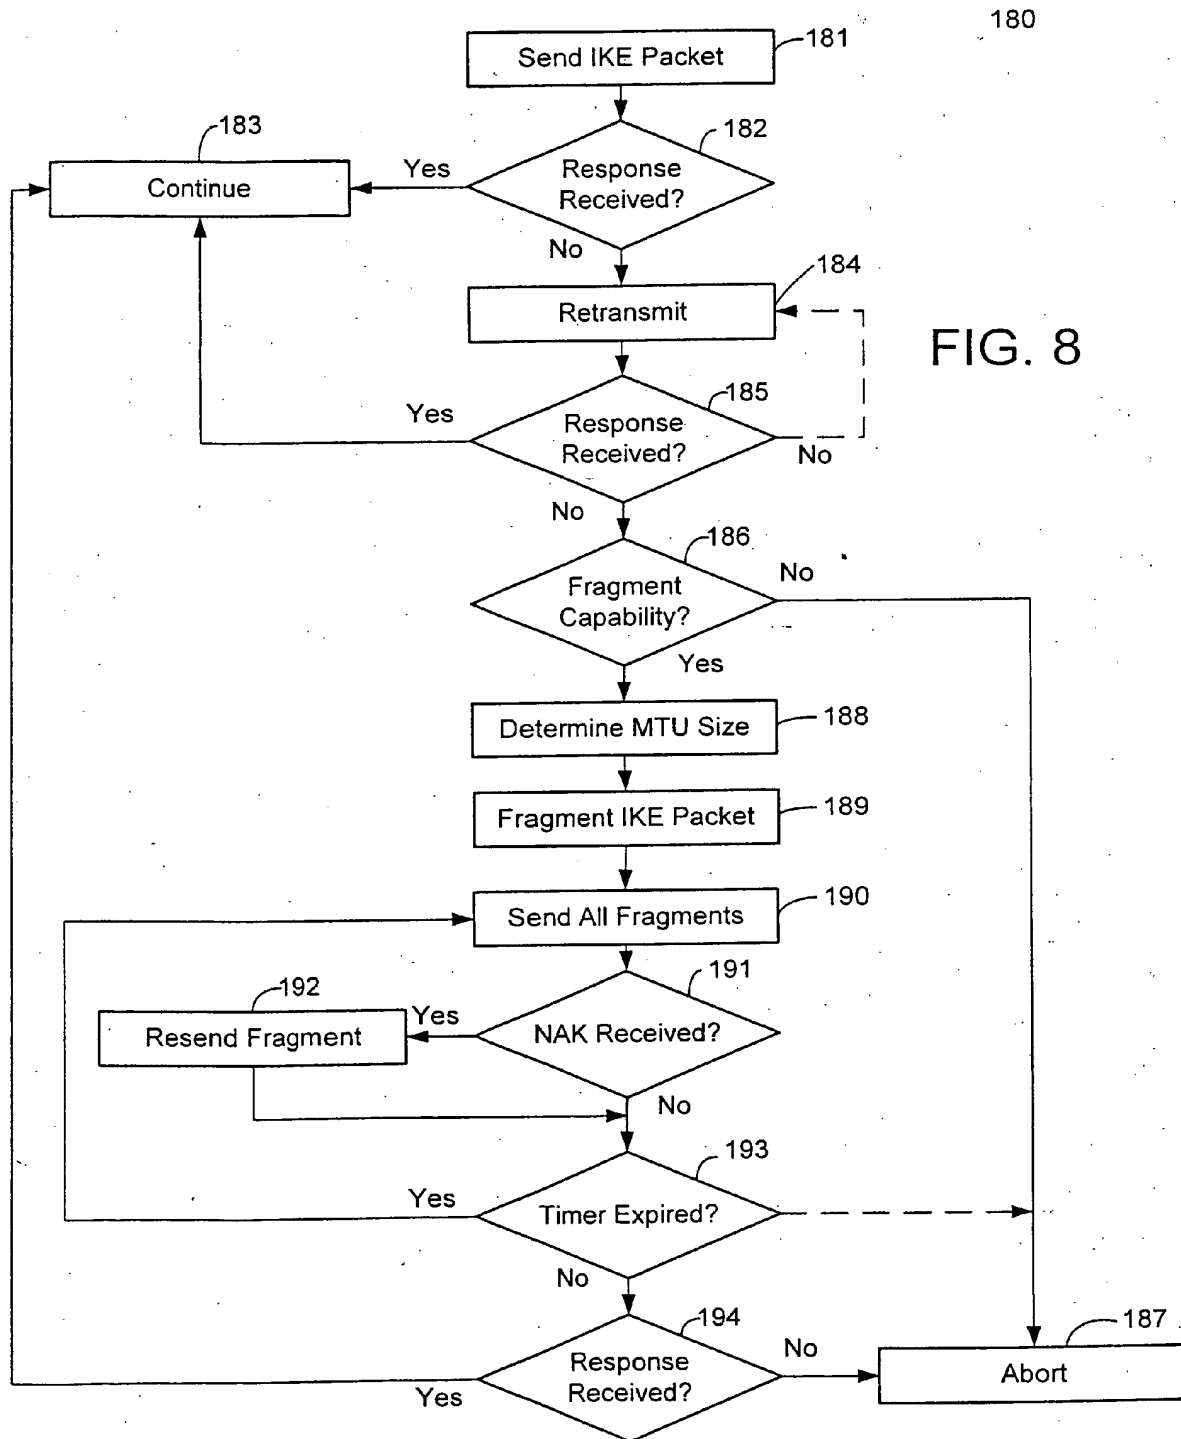 180
Send IKE Packet
181
Response
Received?
182
Yes
No
Continue
183
Retransmit
184
FIG. 8
Response
Received?
185
Yes
No
No
Fragment
Capability?
186
No
Yes
Determine MTU Size
188
Fragment IKE Packet
189
Send All Fragments
190
NAK Received?
191
Yes
Resend Fragment
192
No
Timer Expired?
193
Yes
No
Response
Received?
194
Yes
No
Abort
187